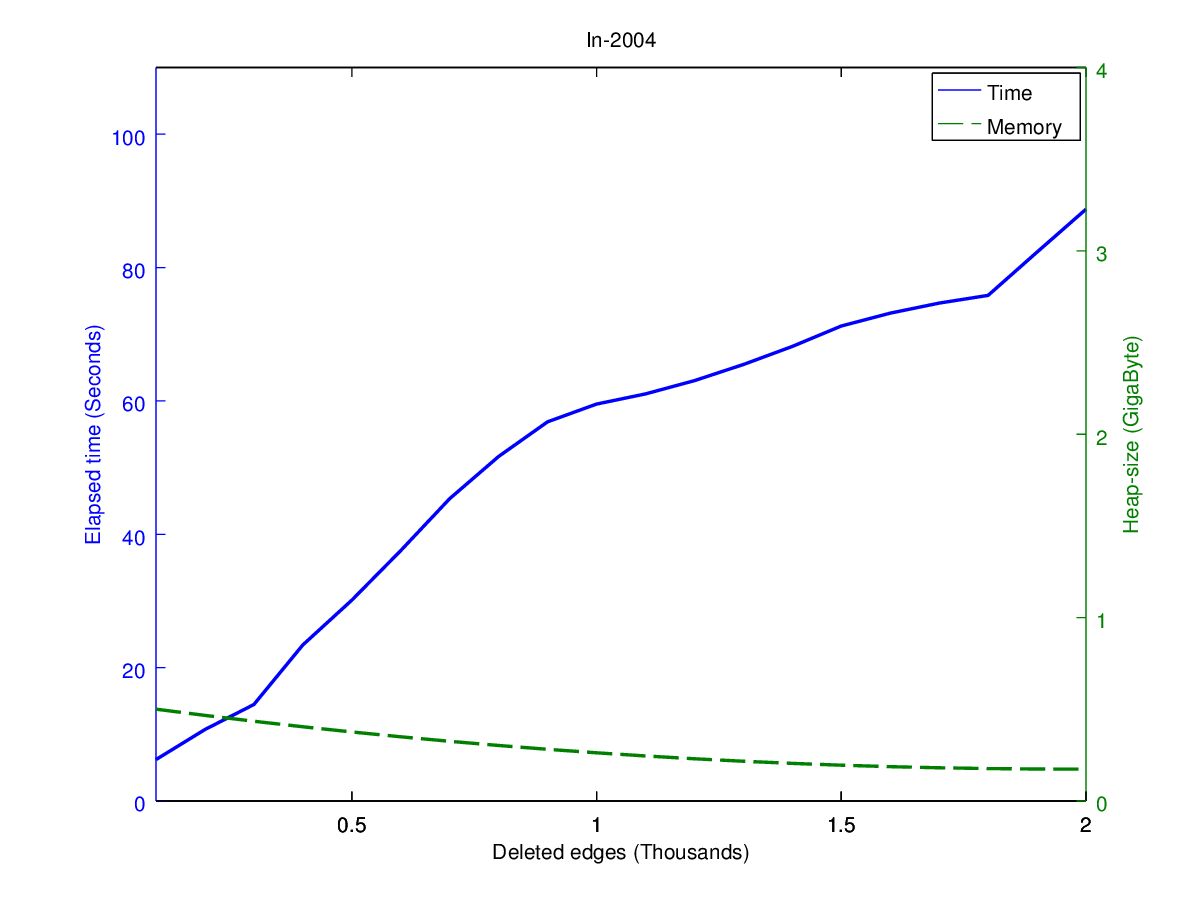 In-2004
Time
Memory
100
80
60
40
20
0
Elapsed time (Seconds)
4
3
2
1
0
Heap-size (GigaByte)
0.5
1
1.5
2
Deleted edges (Thousands)